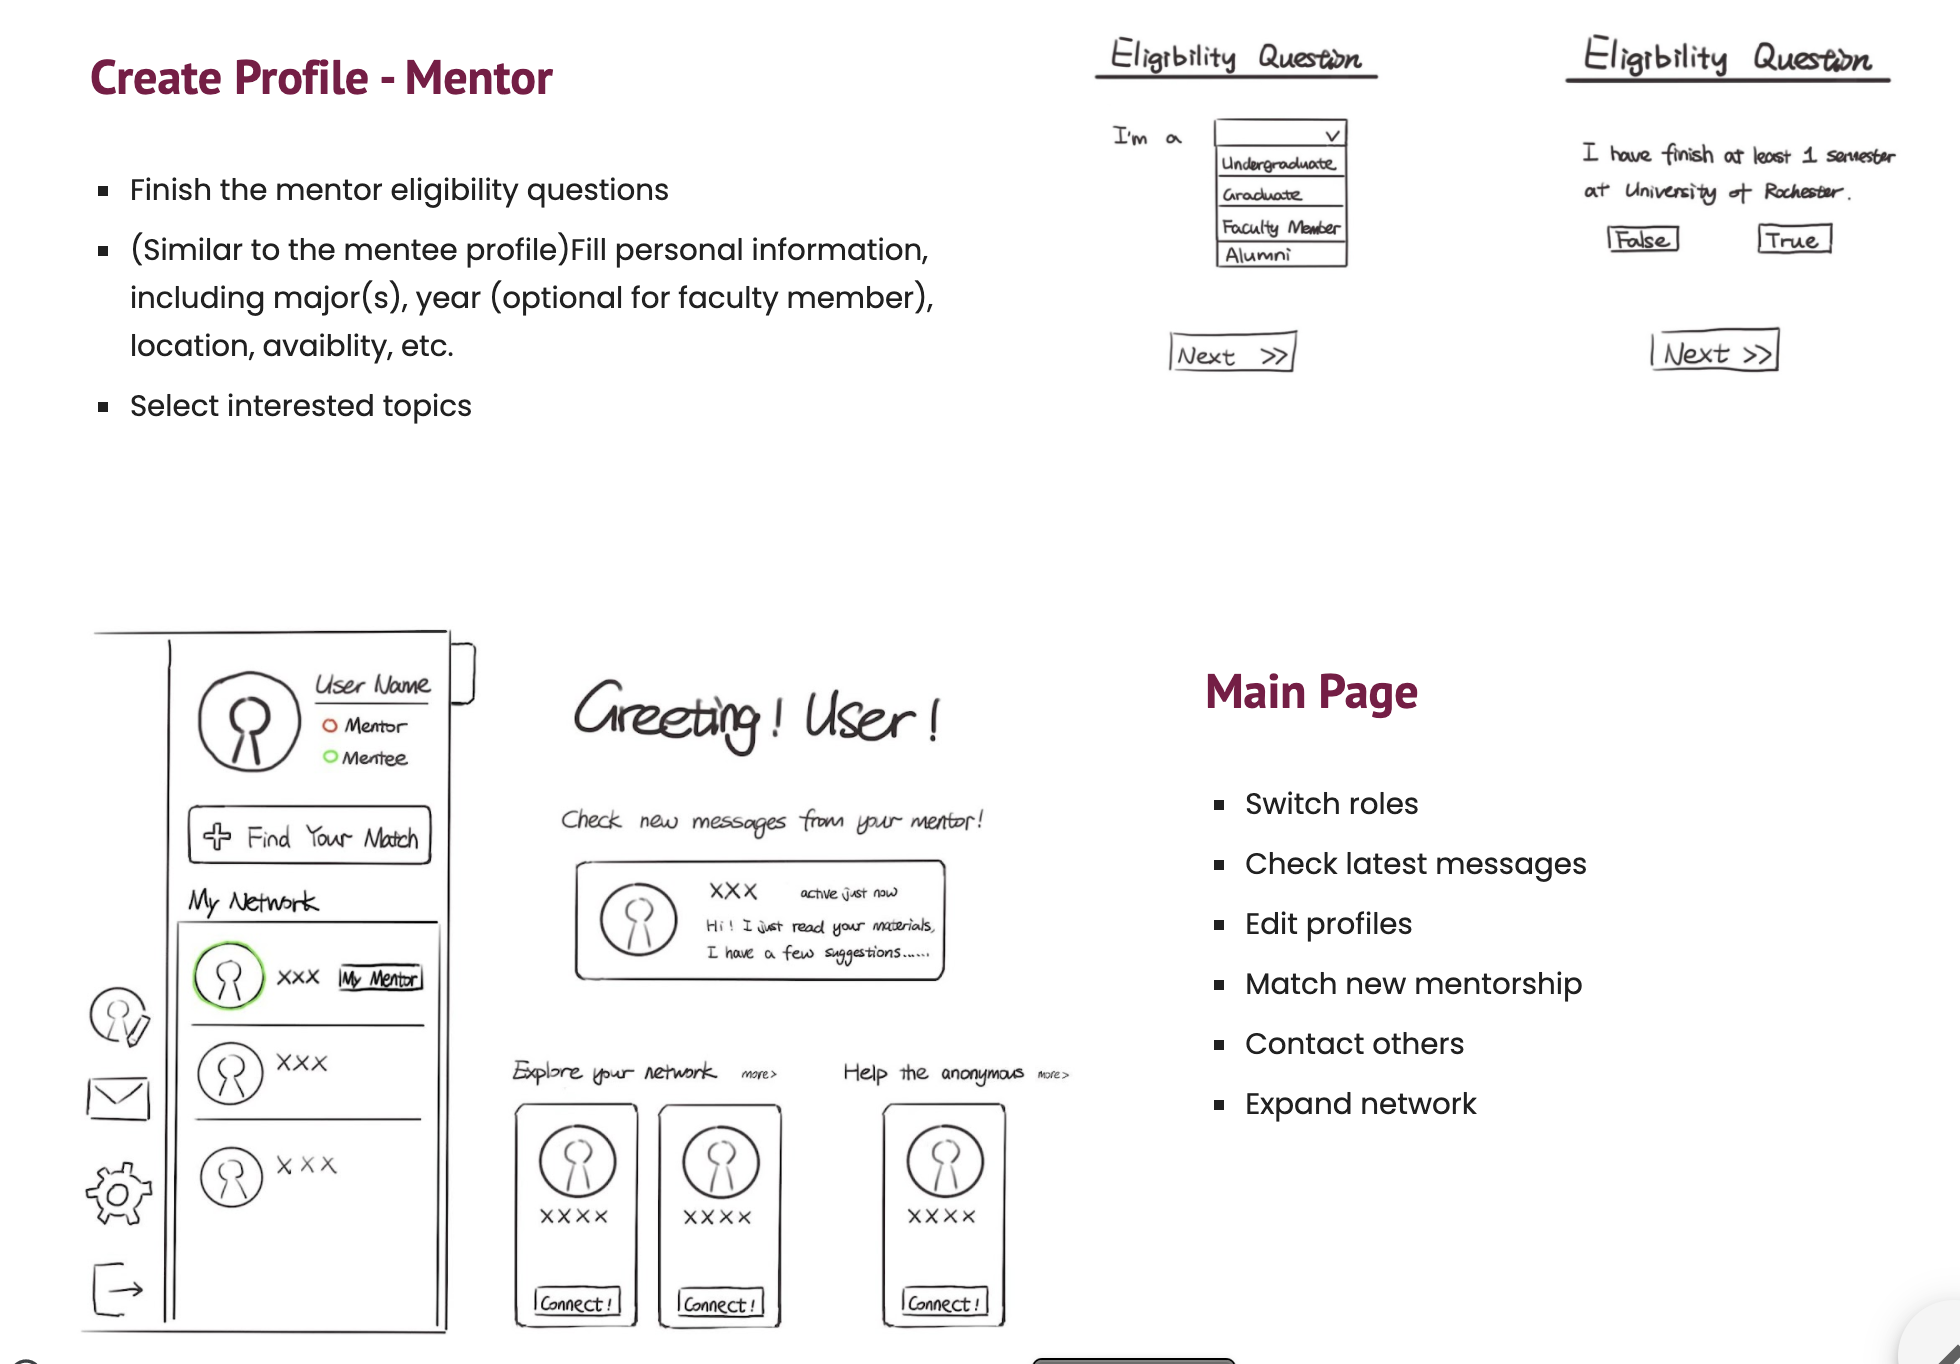 Create Profile - Mentor
▪ Finish the mentor eligibility questions
▪ (Similar to the mentee profile)Fill personal information,
including major(s), year (optional for faculty member),
location, avaiblity, etc.
▪ Select interested topics
Eligibility Question
I'm a
Undergraduate
Graduate
Faculty Member
Alumni
Next >>
Eligibility Question
I have finish at least 1 semester
at University of Rochester.
False
True
Next >>
User Name
Mentor
Mentee
Find Your Match
My Network
xxx My Mentor
xxx
xxx
Greeting! User!
Check new messages from your mentor!
XXX active just now
Hi! I just read your materials,
I have a few suggestions......
Explore your network more>
XXXX
Connect!
XXXX
Connect!
Help the anonymous more>
XXXX
Connect!
Main Page
▪ Switch roles
▪ Check latest messages
▪ Edit profiles
▪ Match new mentorship
▪ Contact others
▪ Expand network